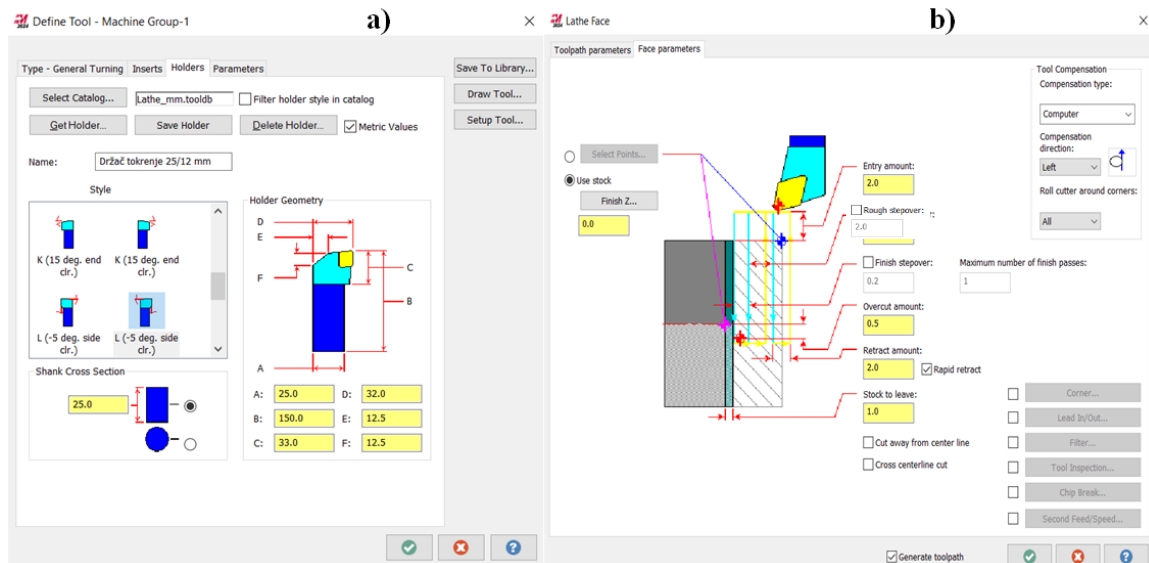 Define Tool - Machine Group-1
a)
Type - General Turning Inserts Holders Parameters
Save To Library...
Draw Tool...
Setup Tool...
Select Catalog... Lathe_mm.tooldb Filter holder style in catalog
Get Holder... Save Holder Delete Holder... Metric Values
Name: Držač tokrenje 25/12 mm
Style
K (15 deg. end clr.) K (15 deg. end clr.)
L (-5 deg. side clr.) L (-5 deg. side clr.)
Holder Geometry
D
E
F
C
B
A
Shank Cross Section
25.0
A: 25.0 D: 32.0
B: 150.0 E: 12.5
C: 33.0 F: 12.5
Lathe Face
b)
Toolpath parameters Face parameters
Select Points...
Use stock
Finish Z...
0.0
Entry amount:
2.0
Rough stepover:
2.0
Finish stepover:
0.2
Maximum number of finish passes:
1
Overcut amount:
0.5
Retract amount:
2.0 Rapid retract
Stock to leave:
1.0
Cut away from center line
Cross centerline cut
Tool Compensation
Compensation type:
Computer
Compensation
direction:
Left
Roll cutter around corners:
All
Corner...
Lead In/Out...
Filter...
Tool Inspection...
Chip Break...
Second Feed/Speed...
Generate toolpath